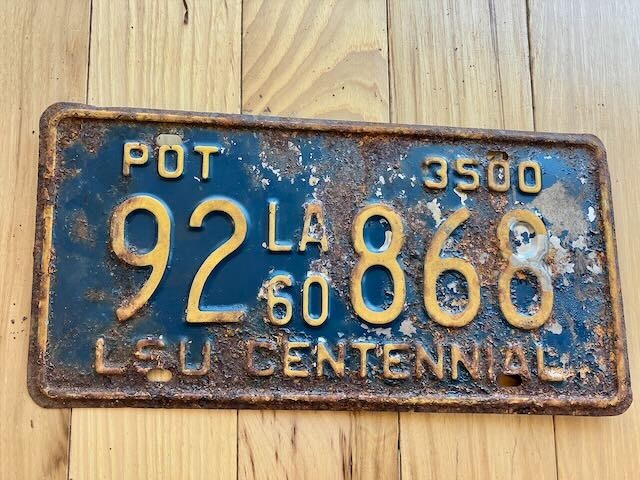 POT 3500
92 LA 60 868
LSU CENTENNIAL